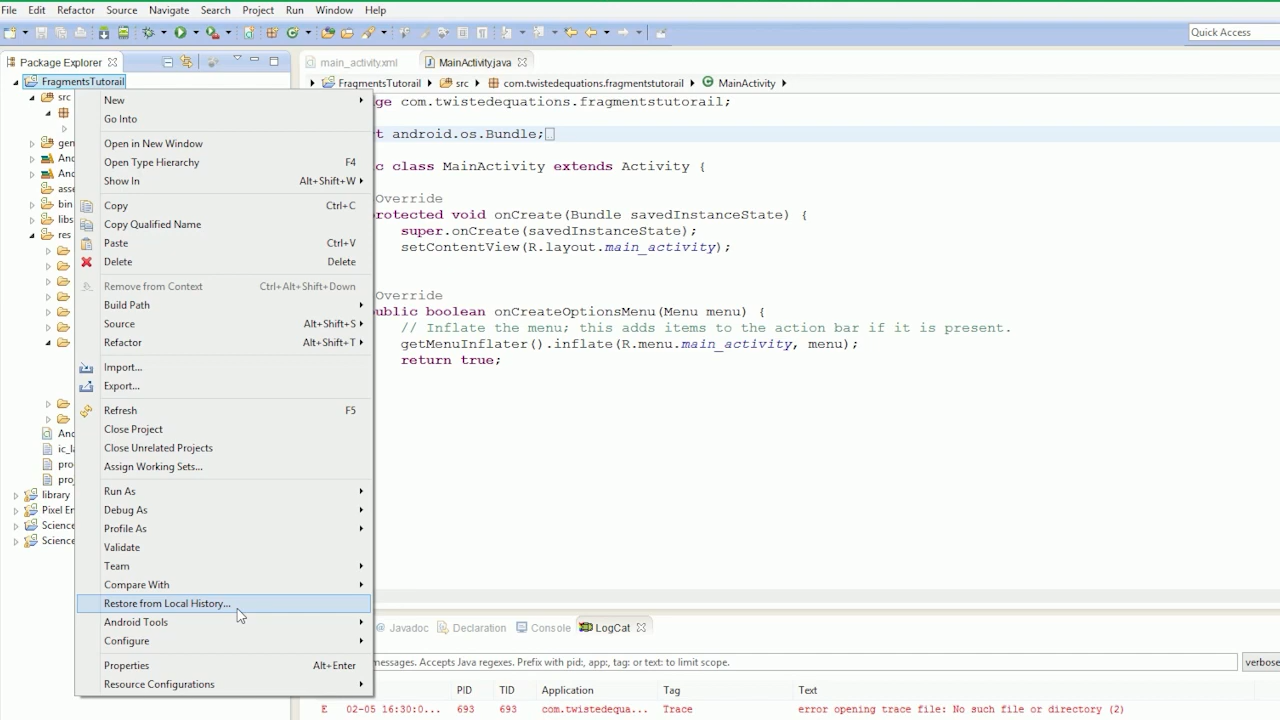 File Edit Refactor Source Navigate Search Project Run Window Help
Quick Access
Package Explorer
main_activity.xml
MainActivity.java
FragmentsTutorail
FragmentsTutorail src com.twistedequations.fragmentstutorail MainActivity
src
library
Pixel
Science
Science
New
Go Into
Open in New Window
Open Type Hierarchy F4
Show In Alt+Shift+W
Copy Ctrl+C
Copy Qualified Name
Paste Ctrl+V
Delete Delete
Remove from Context Ctrl+Alt+Shift+Down
Build Path
Source Alt+Shift+S
Refactor Alt+Shift+T
Import...
Export...
Refresh F5
Close Project
Close Unrelated Projects
Assign Working Sets...
Run As
Debug As
Profile As
Validate
Team
Compare With
Restore from Local History...
Android Tools
Configure
Properties Alt+Enter
Resource Configurations
gen
bin
libs
res
ge com.twistedequations.fragmentstutorail;
t android.os.Bundle;
c class MainActivity extends Activity {
Override
rotected void onCreate(Bundle savedInstanceState) {
super.onCreate(savedInstanceState);
setContentView(R.layout.main_activity);
Override
ublic boolean onCreateOptionsMenu(Menu menu) {
// Inflate the menu; this adds items to the action bar if it is present.
getMenuInflater().inflate(R.menu.main_activity, menu);
return true;
@ Javadoc Declaration Console LogCat
messages. Accepts Java regexes. Prefix with pid:, app:, tag: or text: to limit scope.
verbose
PID TID Application Tag Text
E 02-05 16:30:0... 693 693 com.twistedequa... Trace error opening trace file: No such file or directory (2)